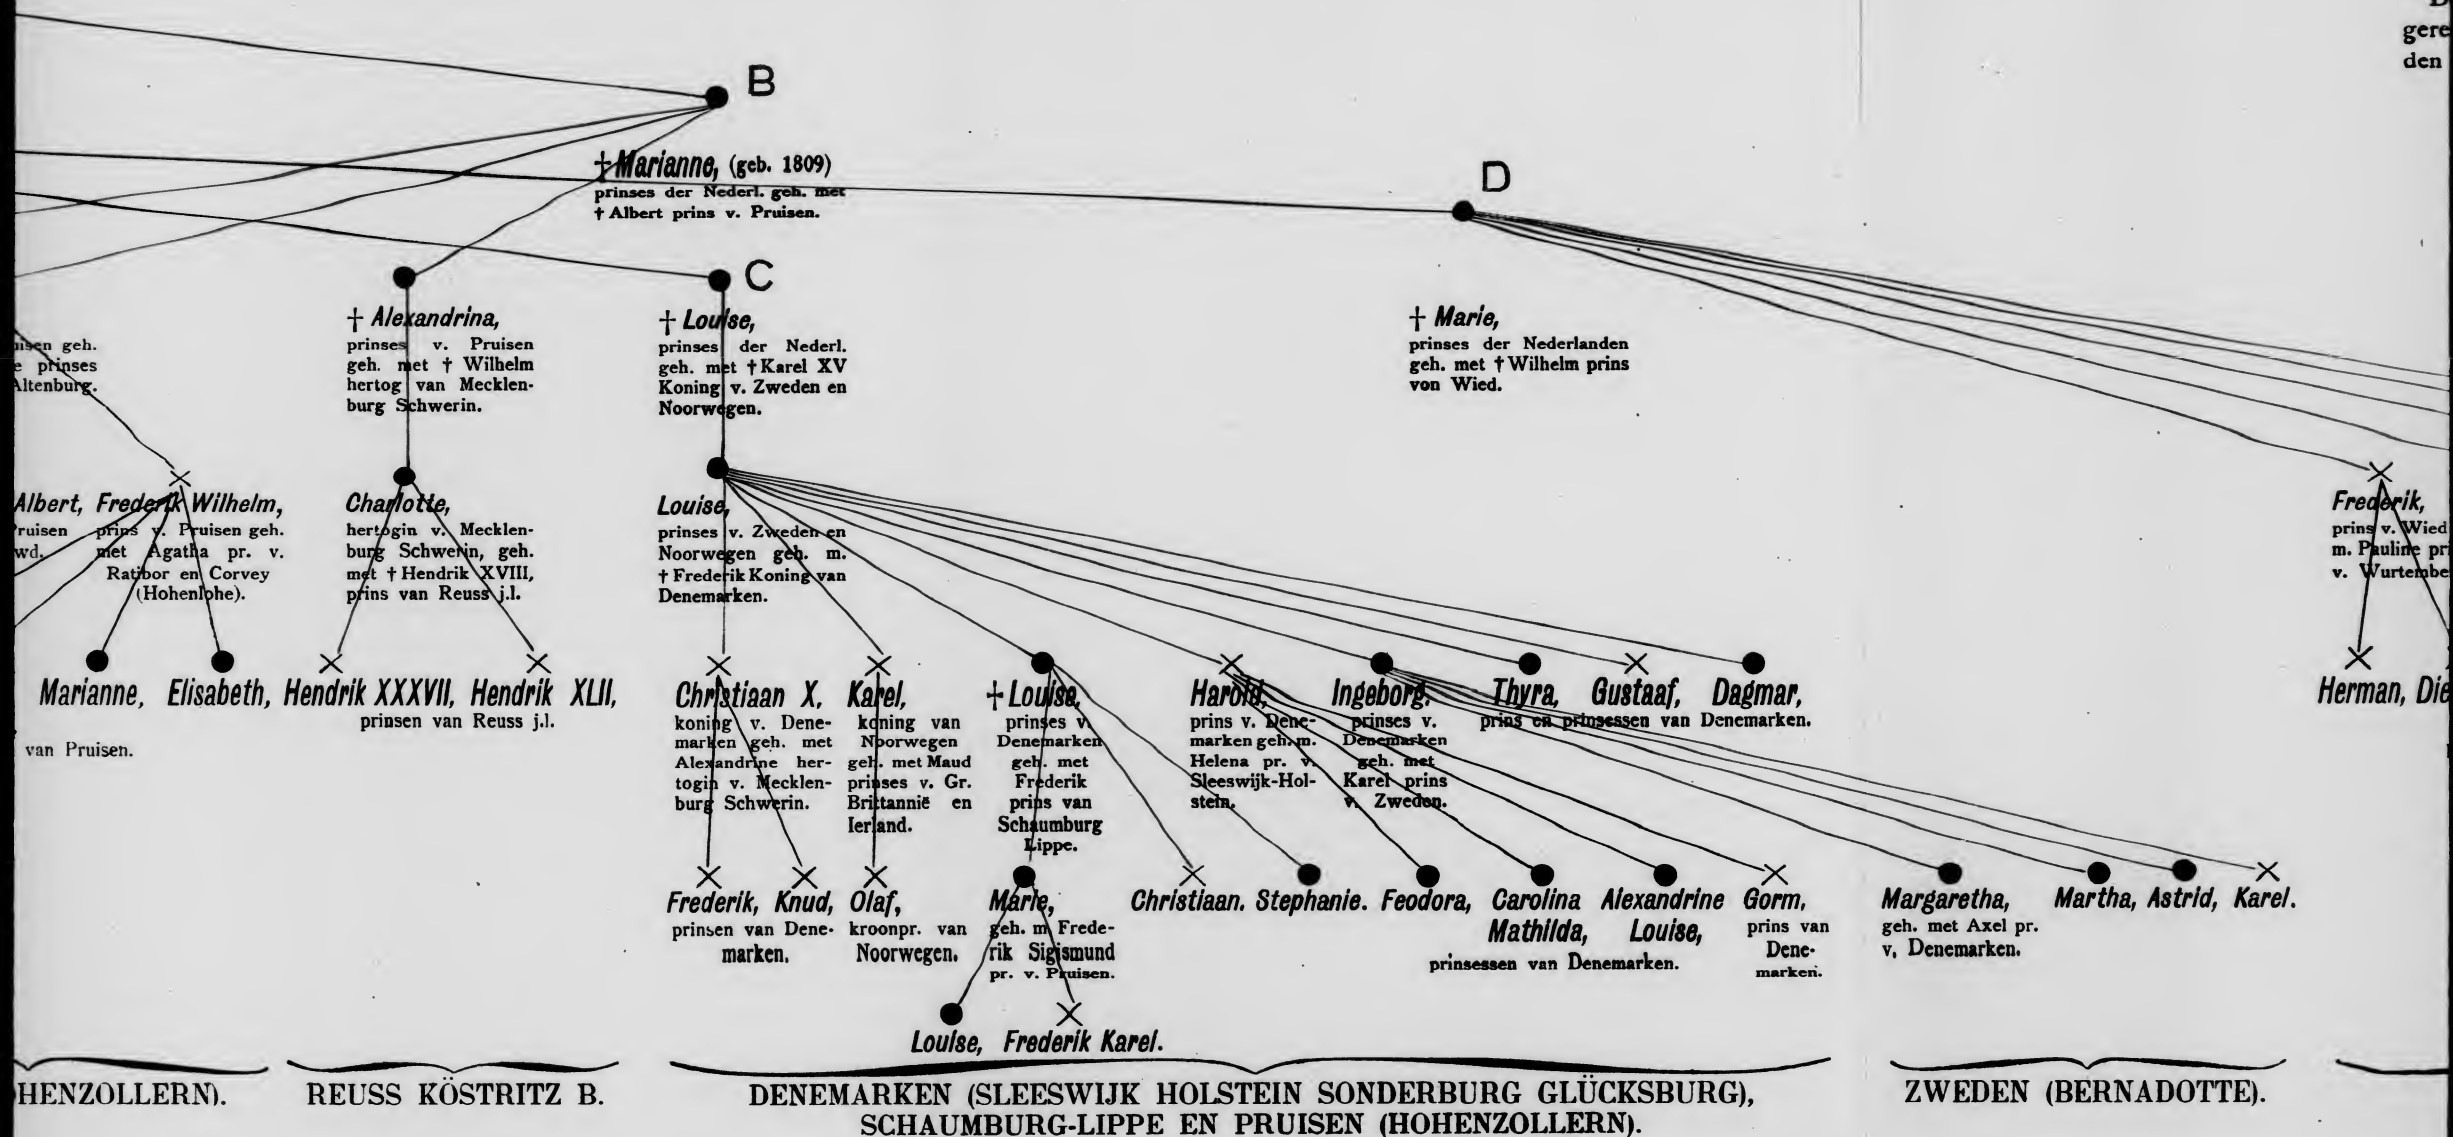 gere
den
B
† Marianne, (geb. 1809)
prinses der Nederl. geh. met
† Albert prins v. Pruisen.
D
C
geh.
prinses
Altenburg.
† Alexandrina,
prinses v. Pruisen
geh. met † Wilhelm
hertog van Mecklen-
burg Schwerin.
† Louise,
prinses der Nederl.
geh. met † Karel XV
Koning v. Zweden en
Noorwegen.
† Marie,
prinses der Nederlanden
geh. met † Wilhelm prins
von Wied.
Albert,
ruisen
wd.
Frederik Wilhelm,
prins v. Pruisen geh.
met Agatha pr. v.
Ratibor en Corvey
(Hohenlohe).
Charlotte,
hertogin v. Mecklen-
burg Schwerin, geh.
met † Hendrik XVIII,
prins van Reuss j.l.
Louise,
prinses v. Zweden en
Noorwegen geh. m.
† Frederik Koning van
Denemarken.
Frederik,
prins v. Wied
m. Pauline pri
v. Wurtembe
Marianne, Elisabeth,
van Pruisen.
Hendrik XXXVII, Hendrik XLII,
prinsen van Reuss j.l.
Christiaan X,
koning v. Dene-
marken geh. met
Alexandrine her-
togin v. Mecklen-
burg Schwerin.
Karel,
koning van
Noorwegen
geh. met Maud
prinses v. Gr.
Brittannië en
Ierland.
† Louise,
prinses v.
Denemarken
geh. met
Frederik
prins van
Schaumburg
Lippe.
Harold,
prins v. Dene-
marken geh. m.
Helena pr. v.
Sleeswijk-Hol-
stein.
Ingeborg.
prinses v.
Denemarken
geh. met
Karel prins
v. Zweden.
Thyra, Gustaaf, Dagmar,
prins en prinsessen van Denemarken.
Herman, Die
Frederik, Knud,
prinsen van Dene-
marken.
Olaf,
kroonpr. van
Noorwegen.
Marie,
geh. m. Frede-
rik Sigismund
pr. v. Pruisen.
Christiaan. Stephanie.
Feodora, Carolina Alexandrine
Mathilda, Louise,
prinsessen van Denemarken.
Gorm,
prins van
Dene-
marken.
Margaretha,
geh. met Axel pr.
v. Denemarken.
Martha, Astrid, Karel.
Louise, Frederik Karel.
HENZOLLERN).
REUSS KÖSTRITZ B.
DENEMARKEN (SLEESWIJK HOLSTEIN SONDERBURG GLÜCKSBURG),
SCHAUMBURG-LIPPE EN PRUISEN (HOHENZOLLERN).
ZWEDEN (BERNADOTTE).